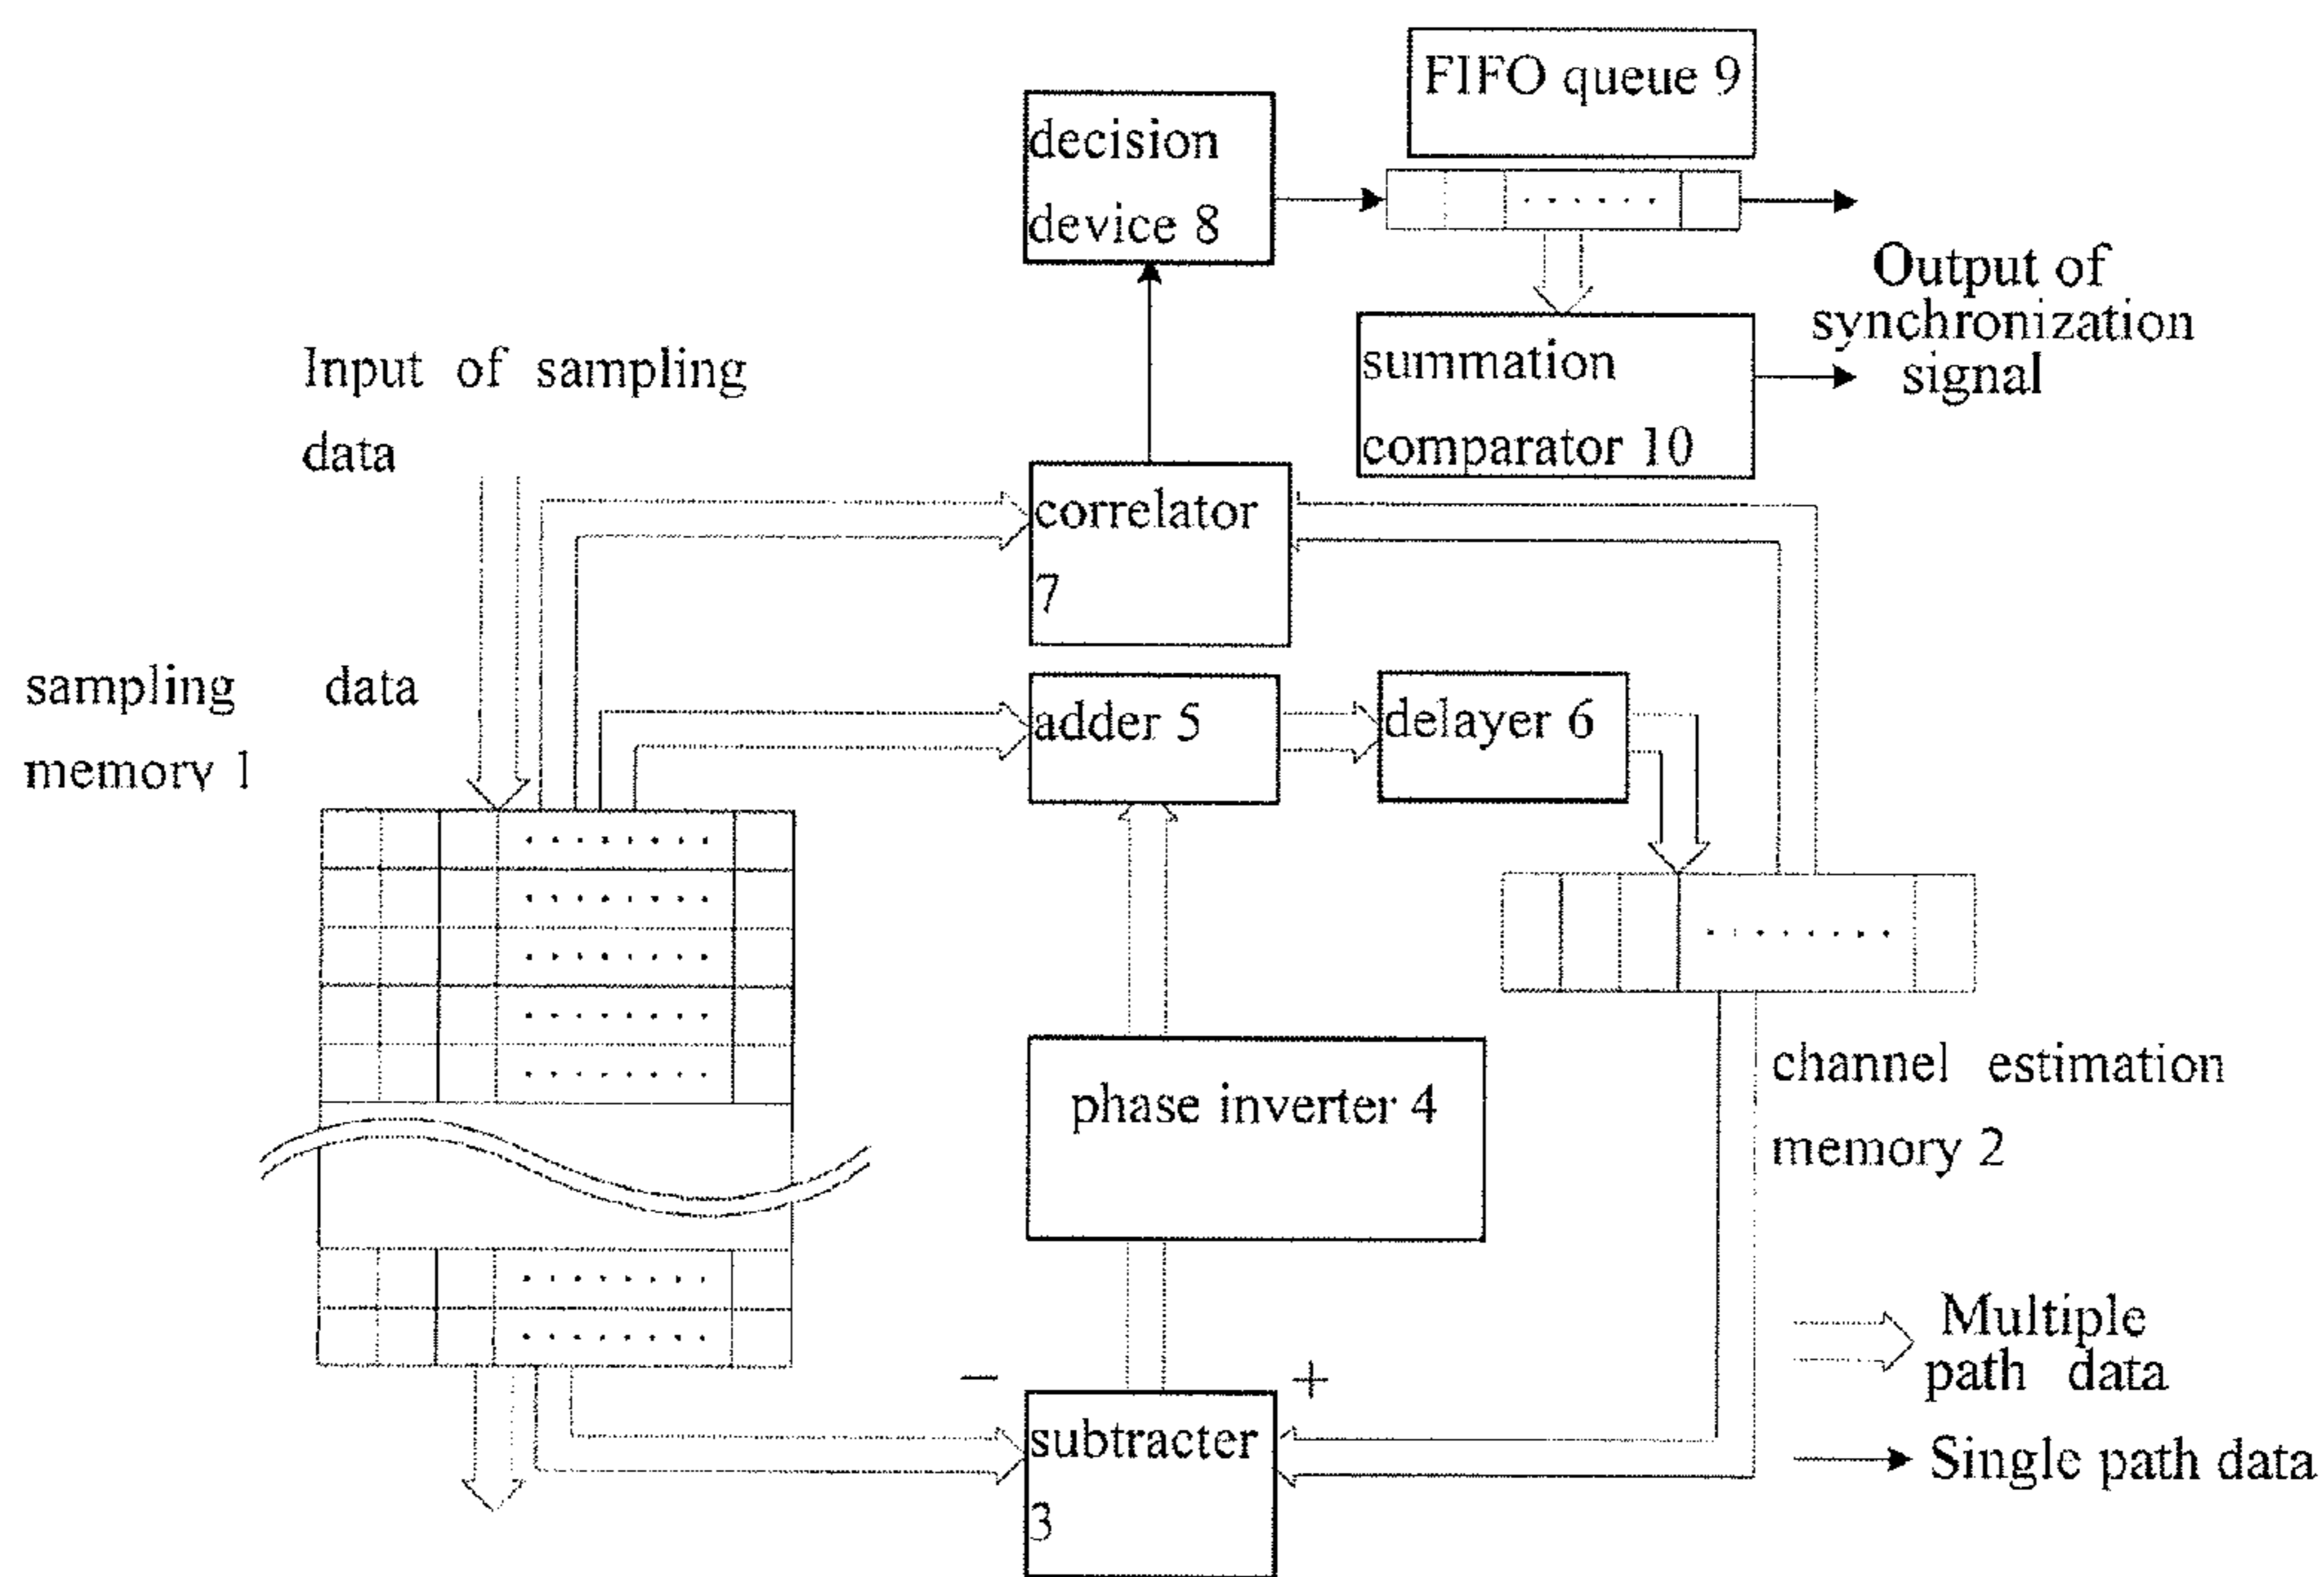 FIFO queue 9
decision
device 8
Output of
synchronization
signal
summation
comparator 10
Input of sampling
data
correlator
7
sampling data
memory 1
adder 5
delayer 6
phase inverter 4
channel estimation
memory 2
Multiple
path data
− +
subtracter
3
Single path data